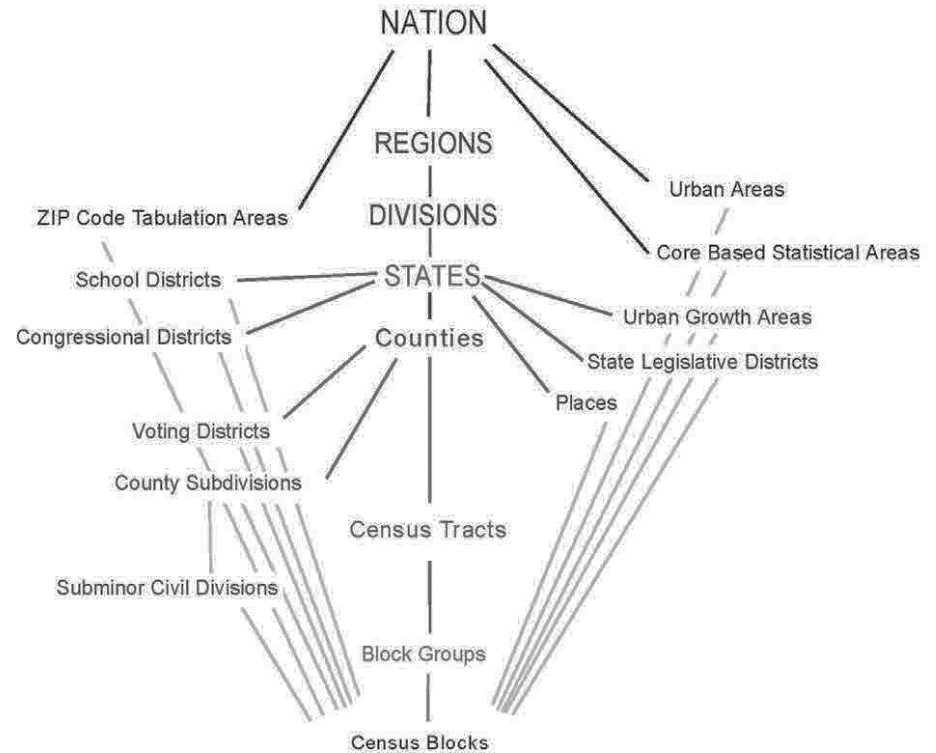 NATION
REGIONS
Urban Areas
ZIP Code Tabulation Areas
DIVISIONS
Core Based Statistical Areas
School Districts
STATES
Urban Growth Areas
Congressional Districts
Counties
State Legislative Districts
Places
Voting Districts
County Subdivisions
Census Tracts
Subminor Civil Divisions
Block Groups
Census Blocks